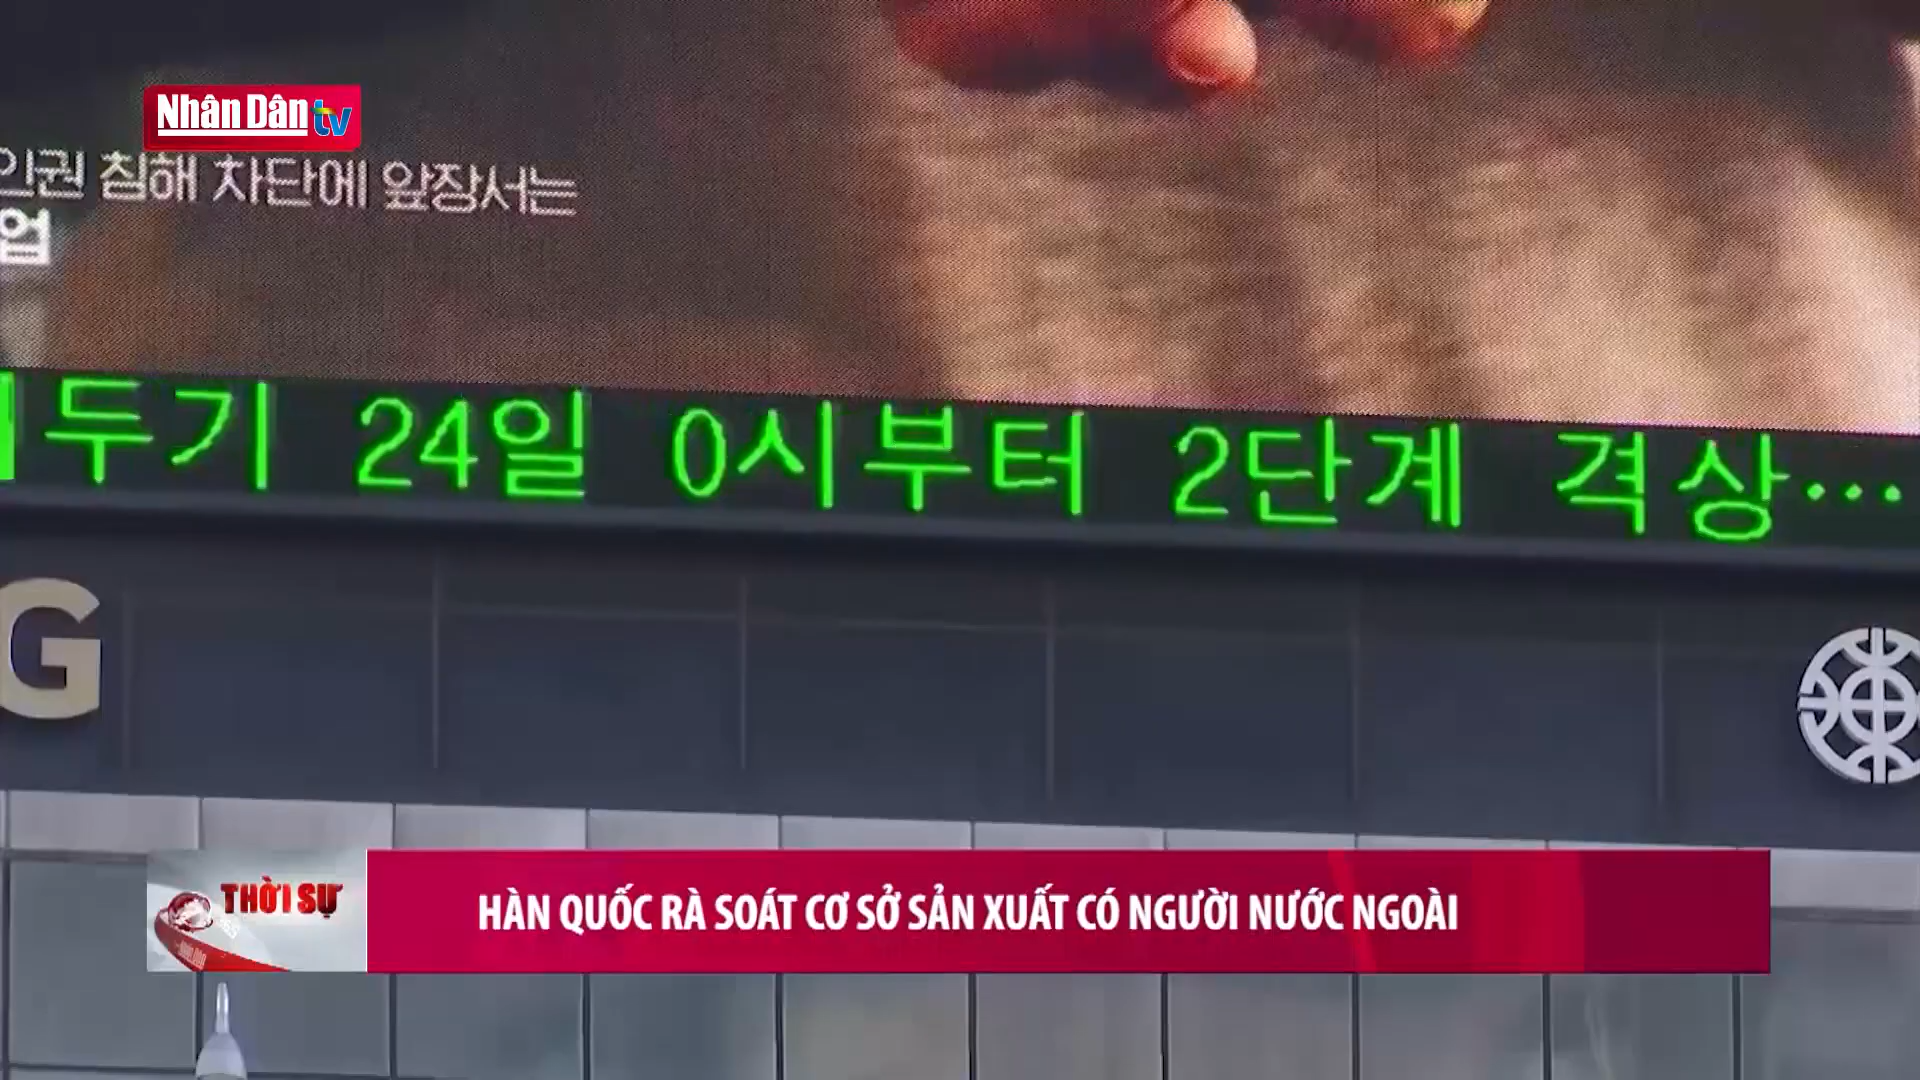 Nhân Dân tv
인권 침해 차단에 앞장서는
업
두기 24일 0시부터 2단계 격상…
G
THỜI SỰ
HÀN QUỐC RÀ SOÁT CƠ SỞ SẢN XUẤT CÓ NGƯỜI NƯỚC NGOÀI